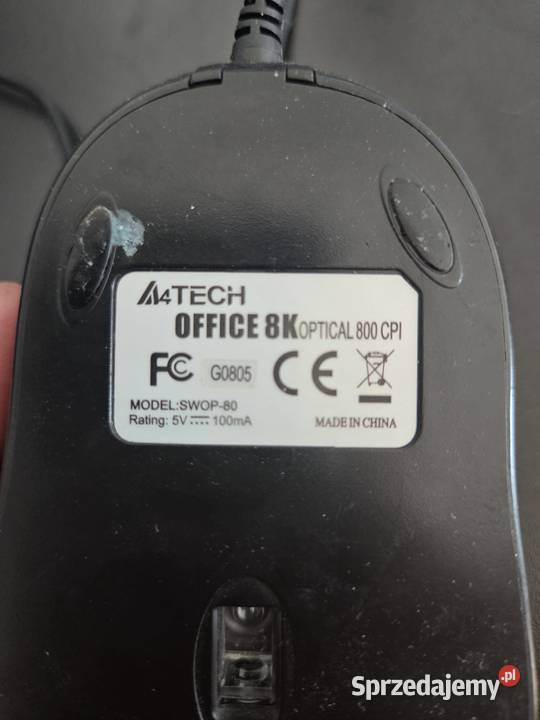 A4TECH
OFFICE 8K OPTICAL 800 CPI
FC G0805 CE
MODEL:SWOP-80
Rating: 5V 100mA
MADE IN CHINA
Sprzedajemy.pl